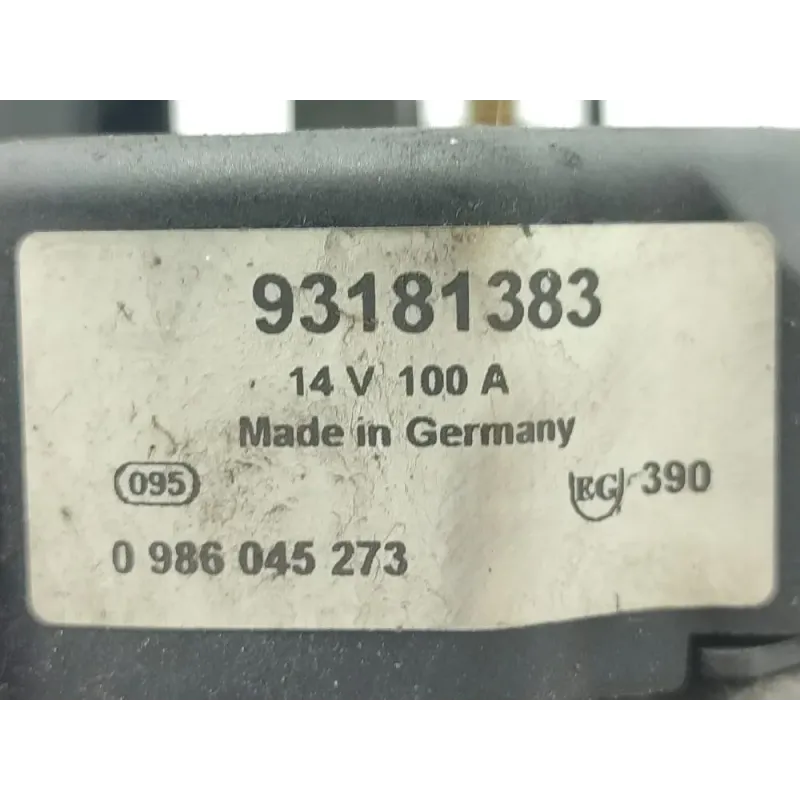 93181383
14 V 100 A
Made in Germany
095
EG 390
0 986 045 273